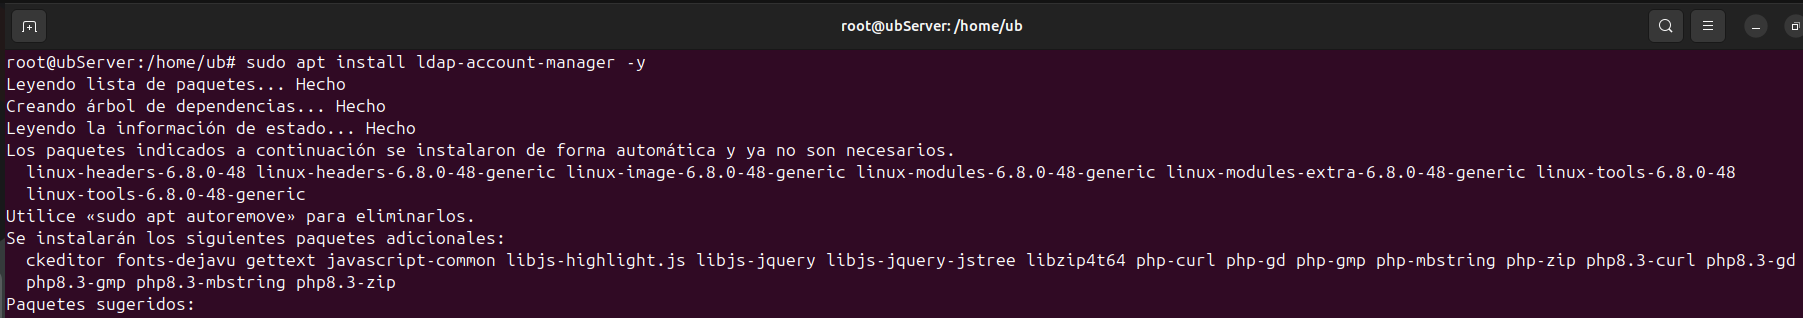 root@ubServer: /home/ub
root@ubServer:/home/ub# sudo apt install ldap-account-manager -y
Leyendo lista de paquetes... Hecho
Creando árbol de dependencias... Hecho
Leyendo la información de estado... Hecho
Los paquetes indicados a continuación se instalaron de forma automática y ya no son necesarios.
linux-headers-6.8.0-48 linux-headers-6.8.0-48-generic linux-image-6.8.0-48-generic linux-modules-6.8.0-48-generic linux-modules-extra-6.8.0-48-generic linux-tools-6.8.0-48
linux-tools-6.8.0-48-generic
Utilice «sudo apt autoremove» para eliminarlos.
Se instalarán los siguientes paquetes adicionales:
ckeditor fonts-dejavu gettext javascript-common libjs-highlight.js libjs-jquery libjs-jquery-jstree libzip4t64 php-curl php-gd php-gmp php-mbstring php-zip php8.3-curl php8.3-gd
php8.3-gmp php8.3-mbstring php8.3-zip
Paquetes sugeridos: